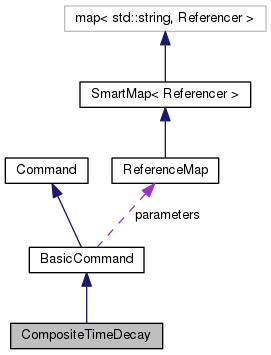 map< std::string, Referencer >
SmartMap< Referencer >
Command
ReferenceMap
parameters
BasicCommand
CompositeTimeDecay